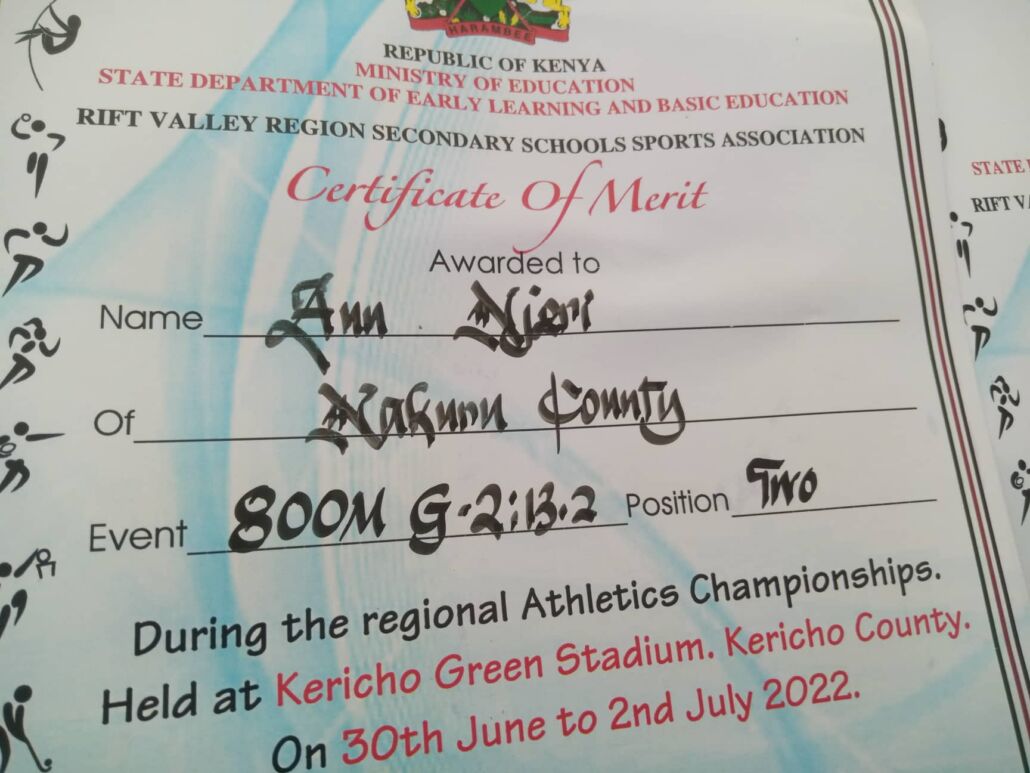 HARAMBEE
REPUBLIC OF KENYA
MINISTRY OF EDUCATION
STATE DEPARTMENT OF EARLY LEARNING AND BASIC EDUCATION
RIFT VALLEY REGION SECONDARY SCHOOLS SPORTS ASSOCIATION
Certificate Of Merit
Awarded to
Name Ann Njeri
Of Nakuru County
Event 800M G-2:13.2 Position Two
During the regional Athletics Championships.
Held at Kericho Green Stadium. Kericho County.
On 30th June to 2nd July 2022.
STATE
RIFT